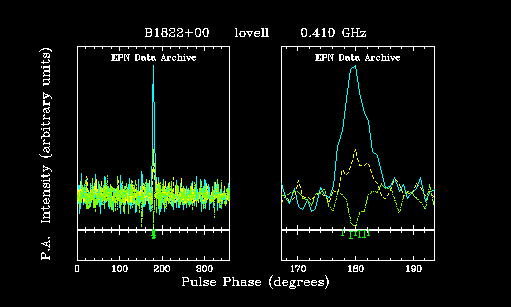 B1822+00 lovell 0.410 GHz
EPN Data Archive EPN Data Archive
P.A. Intensity (arbitrary units)
0 100 200 300 170 180 190
Pulse Phase (degrees)